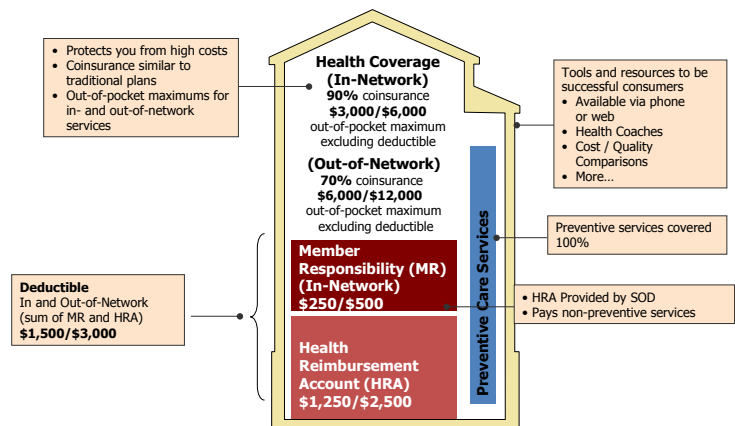 • Protects you from high costs
• Coinsurance similar to
traditional plans
• Out-of-pocket maximums for
in- and out-of-network
services
Health Coverage
(In-Network)
90% coinsurance
$3,000/$6,000
out-of-pocket maximum
excluding deductible
(Out-of-Network)
70% coinsurance
$6,000/$12,000
out-of-pocket maximum
excluding deductible
Tools and resources to be
successful consumers
• Available via phone
or web
• Health Coaches
• Cost / Quality
Comparisons
• More…
Preventive services covered
100%
Preventive Care Services
Member
Responsibility (MR)
(In-Network)
$250/$500
• HRA Provided by SOD
• Pays non-preventive services
Deductible
In and Out-of-Network
(sum of MR and HRA)
$1,500/$3,000
Health
Reimbursement
Account (HRA)
$1,250/$2,500